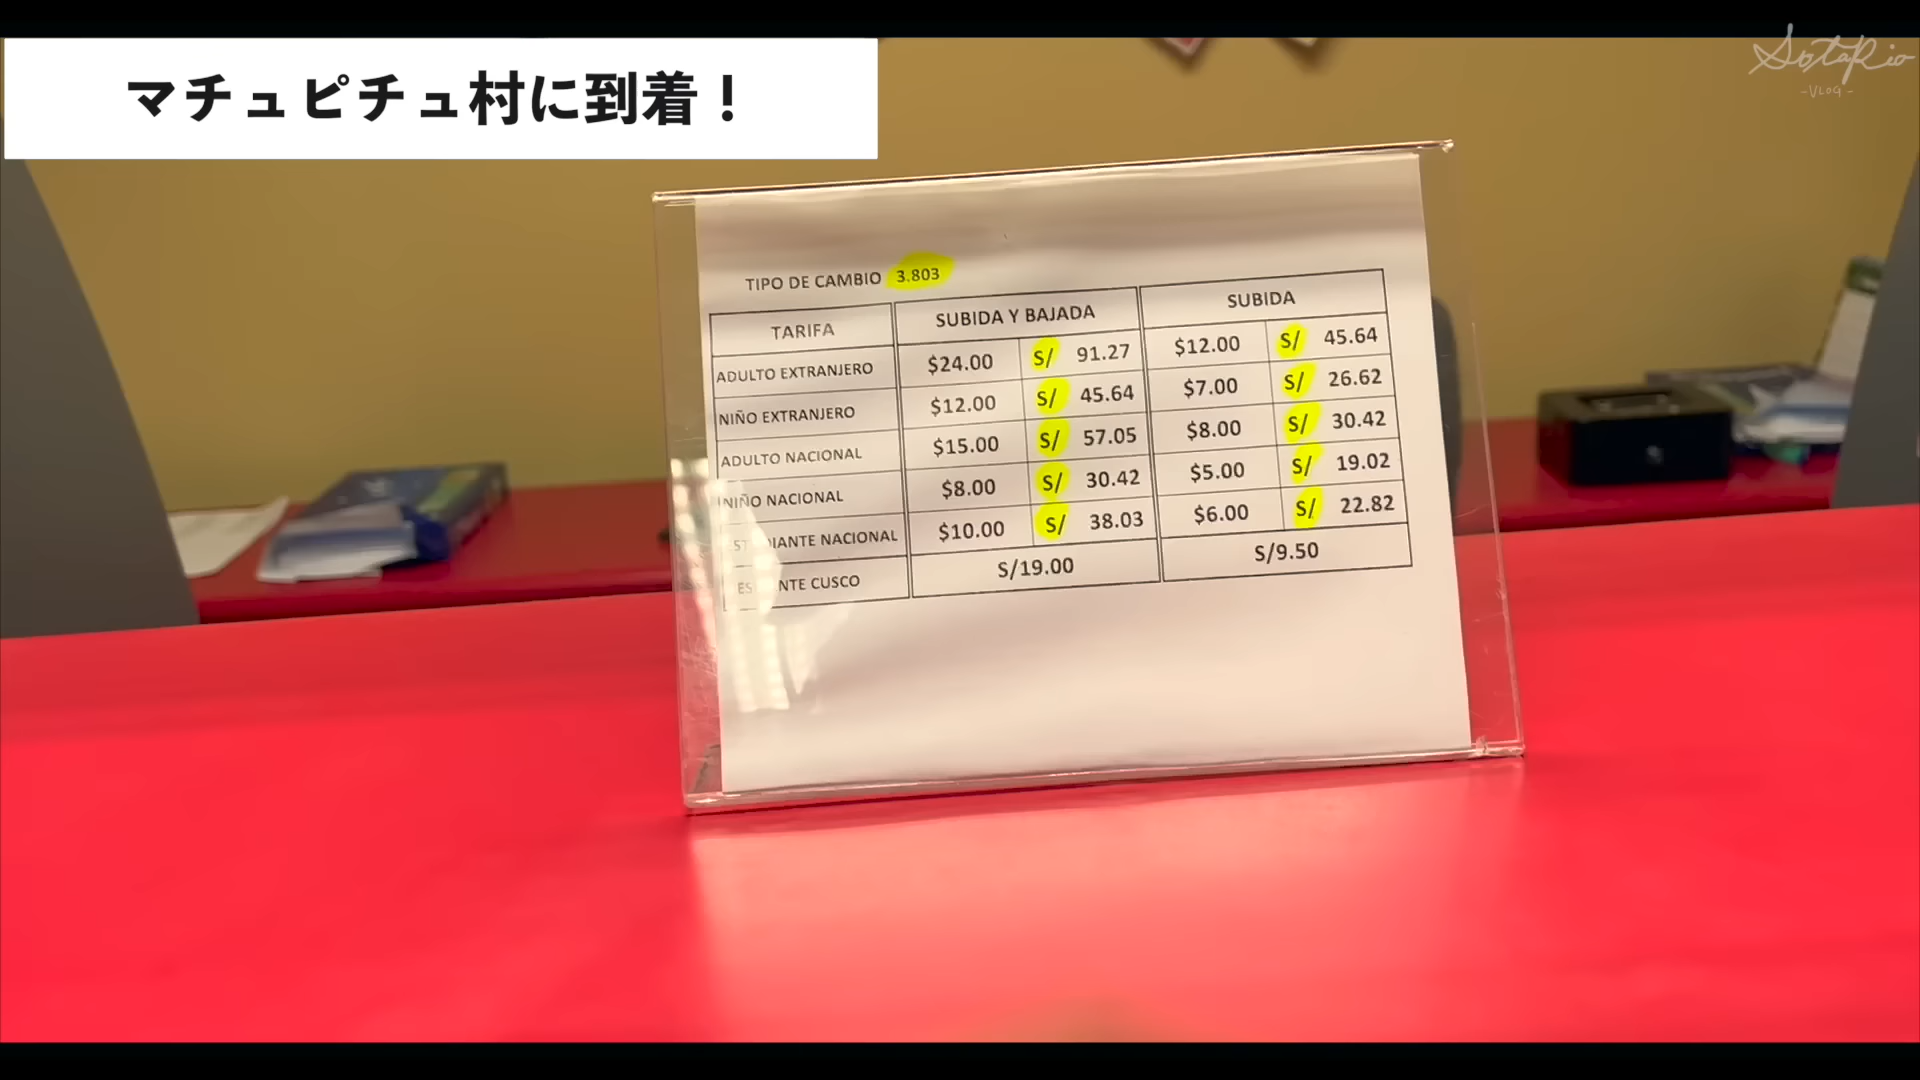 マチュピチュ村に到着！
SotaRio
-VLOG-
TIPO DE CAMBIO 3.803
TARIFA SUBIDA Y BAJADA SUBIDA
ADULTO EXTRANJERO $24.00 S/ 91.27 $12.00 S/ 45.64
NIÑO EXTRANJERO $12.00 S/ 45.64 $7.00 S/ 26.62
ADULTO NACIONAL $15.00 S/ 57.05 $8.00 S/ 30.42
NIÑO NACIONAL $8.00 S/ 30.42 $5.00 S/ 19.02
ESTUDIANTE NACIONAL $10.00 S/ 38.03 $6.00 S/ 22.82
CUSCO S/19.00 S/9.50